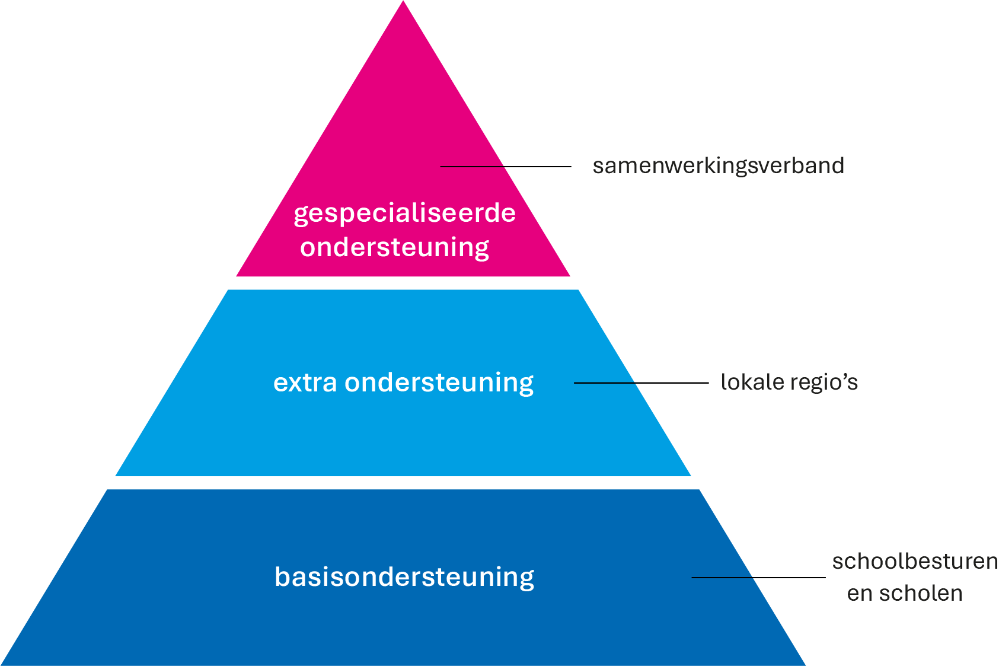 samenwerkingsverband
gespecialiseerde
ondersteuning
extra ondersteuning
lokale regio’s
basisondersteuning
schoolbesturen
en scholen